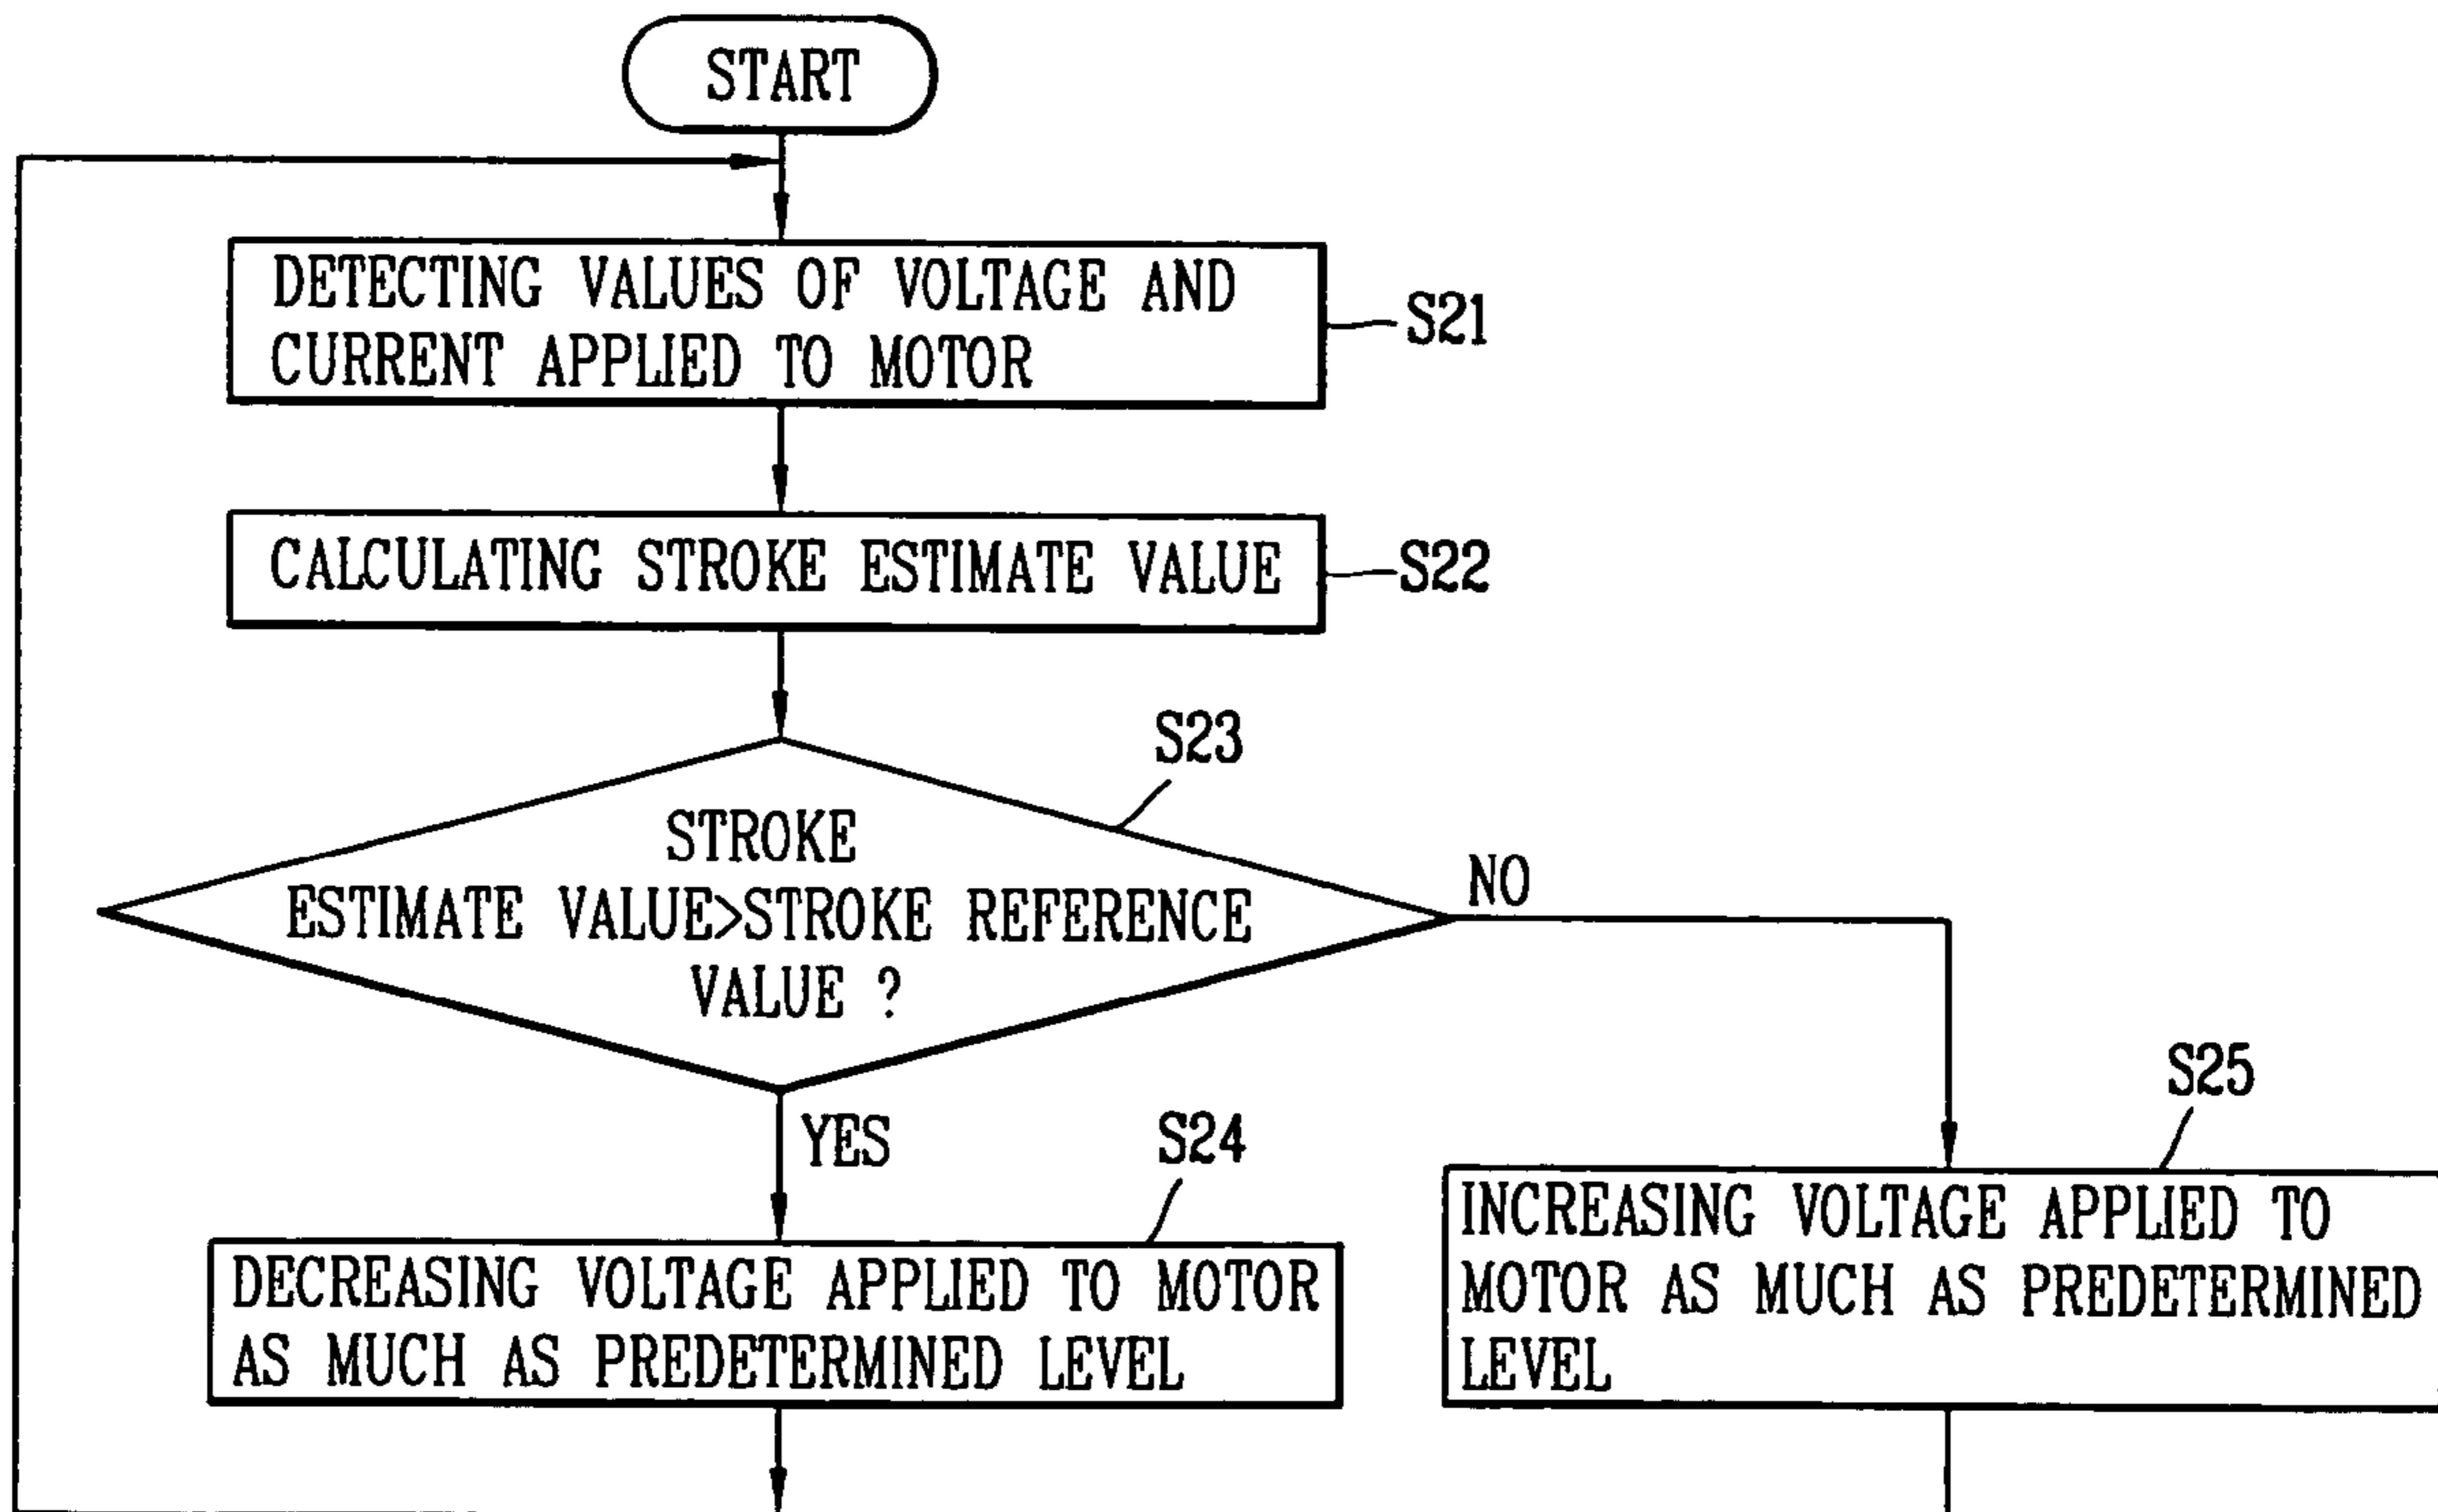 START
DETECTING VALUES OF VOLTAGE AND
CURRENT APPLIED TO MOTOR
S21
CALCULATING STROKE ESTIMATE VALUE
S22
S23
STROKE
ESTIMATE VALUE>STROKE REFERENCE
VALUE ?
NO
YES
S24
DECREASING VOLTAGE APPLIED TO MOTOR
AS MUCH AS PREDETERMINED LEVEL
S25
INCREASING VOLTAGE APPLIED TO
MOTOR AS MUCH AS PREDETERMINED
LEVEL